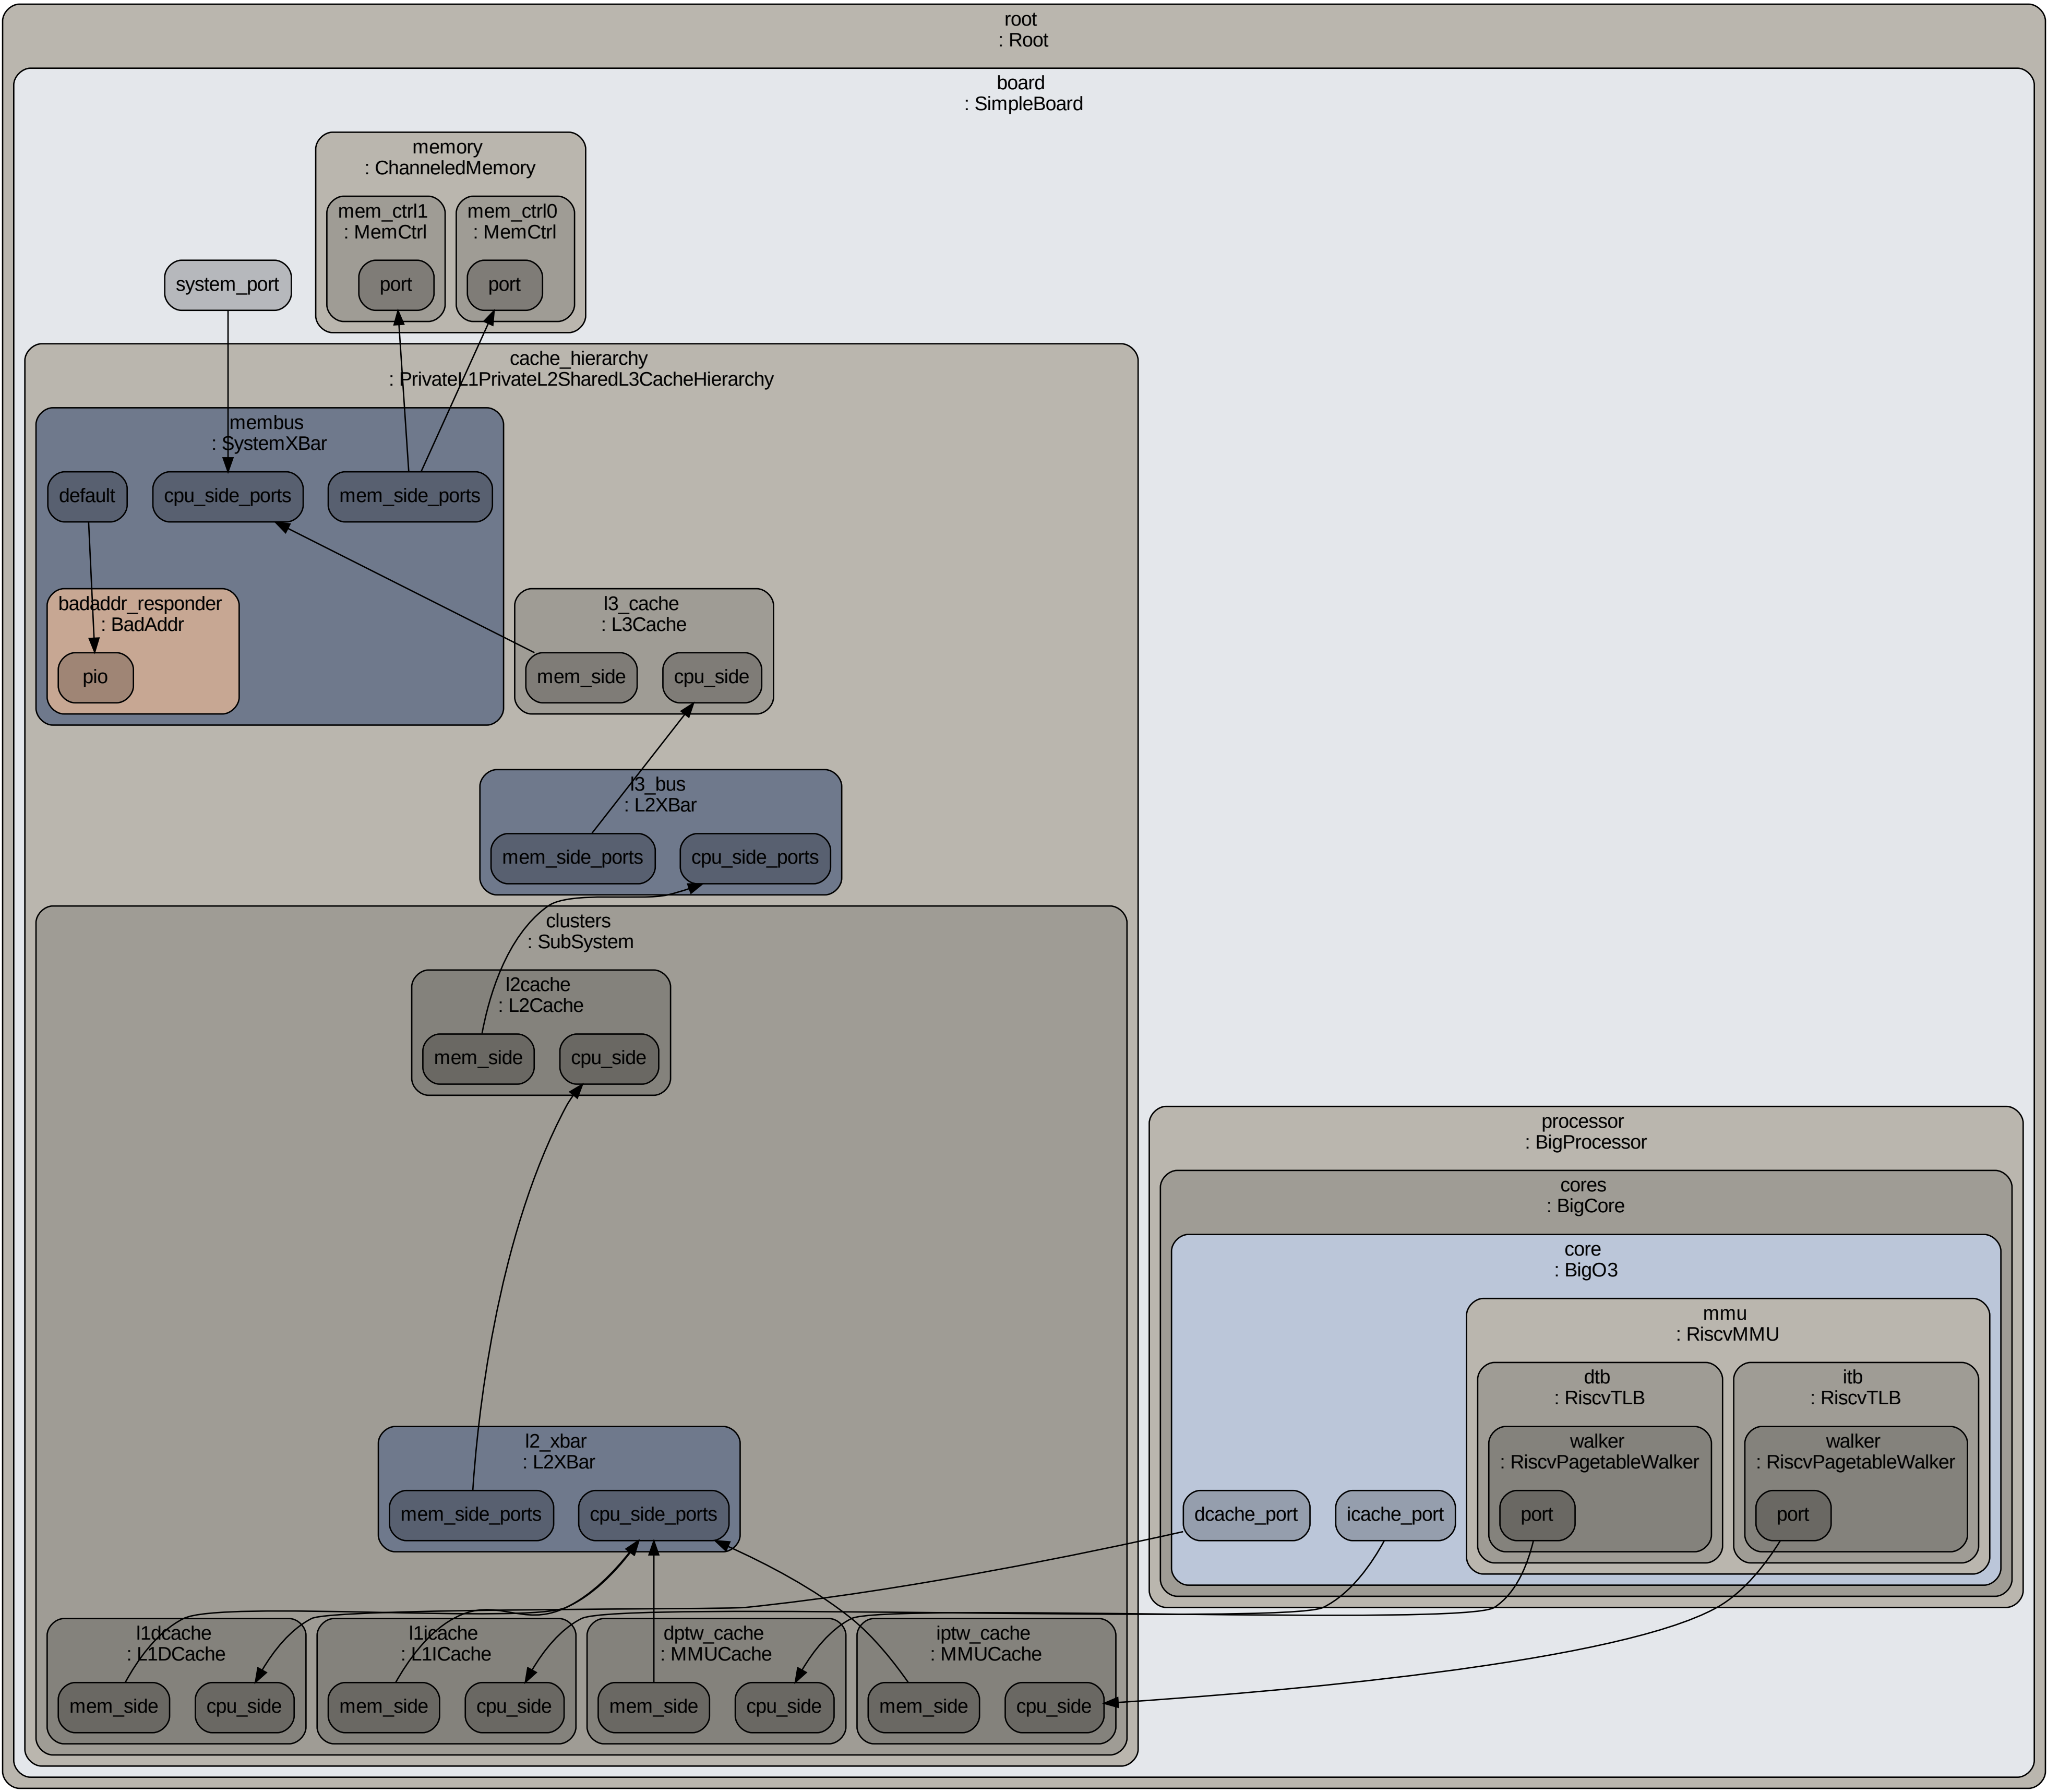 root
: Root
board
: SimpleBoard
memory
: ChanneledMemory
mem_ctrl1
: MemCtrl
port
mem_ctrl0
: MemCtrl
port
system_port
cache_hierarchy
: PrivateL1PrivateL2SharedL3CacheHierarchy
membus
: SystemXBar
default
cpu_side_ports
mem_side_ports
badaddr_responder
: BadAddr
pio
l3_cache
: L3Cache
mem_side
cpu_side
l3_bus
: L2XBar
mem_side_ports
cpu_side_ports
clusters
: SubSystem
l2cache
: L2Cache
mem_side
cpu_side
l2_xbar
: L2XBar
mem_side_ports
cpu_side_ports
l1dcache
: L1DCache
mem_side
cpu_side
l1icache
: L1ICache
mem_side
cpu_side
dptw_cache
: MMUCache
mem_side
cpu_side
iptw_cache
: MMUCache
mem_side
cpu_side
processor
: BigProcessor
cores
: BigCore
core
: BigO3
dcache_port
icache_port
mmu
: RiscvMMU
dtb
: RiscvTLB
walker
: RiscvPagetableWalker
port
itb
: RiscvTLB
walker
: RiscvPagetableWalker
port